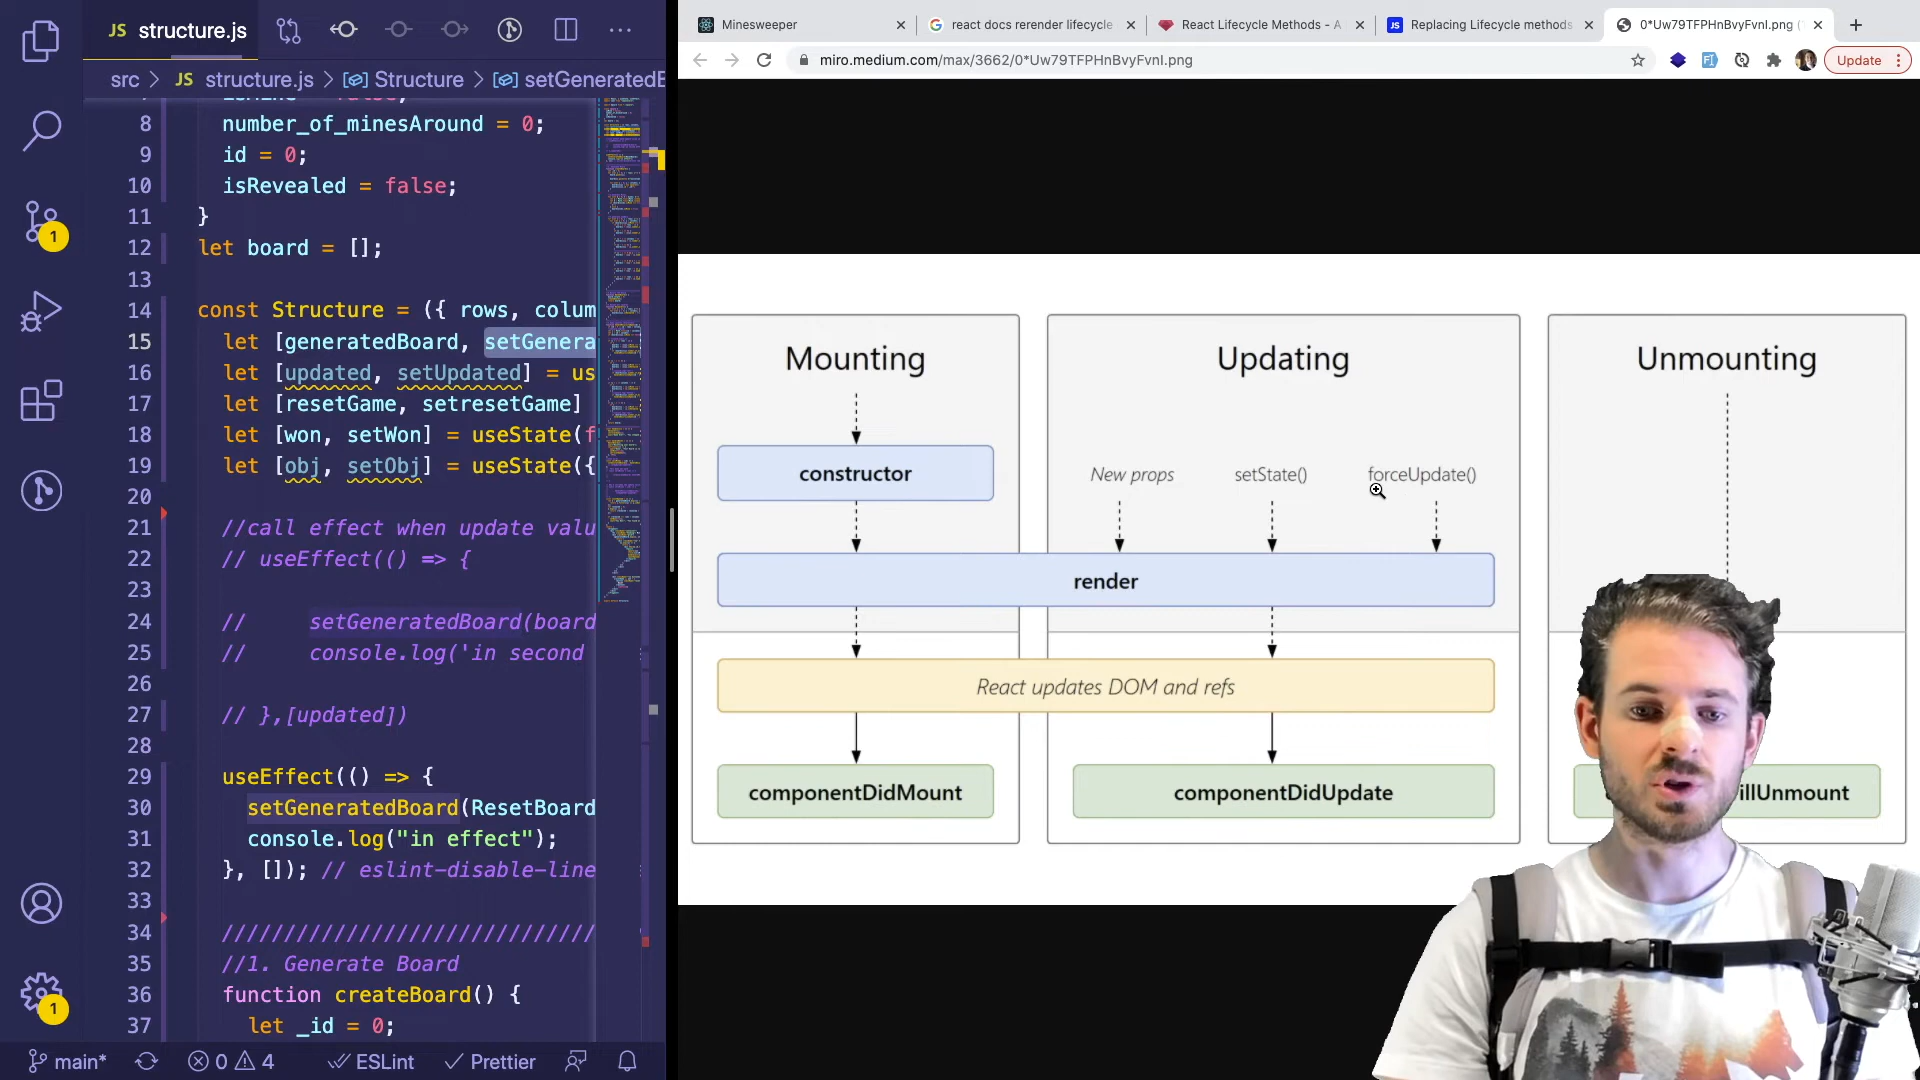 JS structure.js
src > JS structure.js > Structure >
8 number_of_minesAround = 0;
9 id = 0;
10 isRevealed = false;
11 }
12 let board = [];
13
14 const Structure = ({ rows, colum
15 let [generatedBoard, setGenera
16 let [updated, setUpdated] = us
17 let [resetGame, setresetGame]
18 let [won, setWon] = useState(f
19 let [obj, setObj] = useState({
20
21 //call effect when update valu
22 // useEffect(() => {
23
24 // setGeneratedBoard(board
25 // console.log('in second
26
27 // },[updated])
28
29 useEffect(() => {
30 setGeneratedBoard(ResetBoard
31 console.log("in effect");
32 }, []); // eslint-disable-line
33
34 //////////////////////////////
35 //1. Generate Board
36 function createBoard() {
37 let _id = 0;
1
1
main* 0 4 ESLint Prettier
Minesweeper
react docs rerender lifecycle
React Lifecycle Methods - A
Replacing Lifecycle methods
0*Uw79TFPHnBvyFvnI.png (
miro.medium.com/max/3662/0*Uw79TFPHnBvyFvnI.png
Update
Mounting
Updating
Unmounting
constructor
New props
setState()
forceUpdate()
render
React updates DOM and refs
componentDidMount
componentDidUpdate
illUnmount